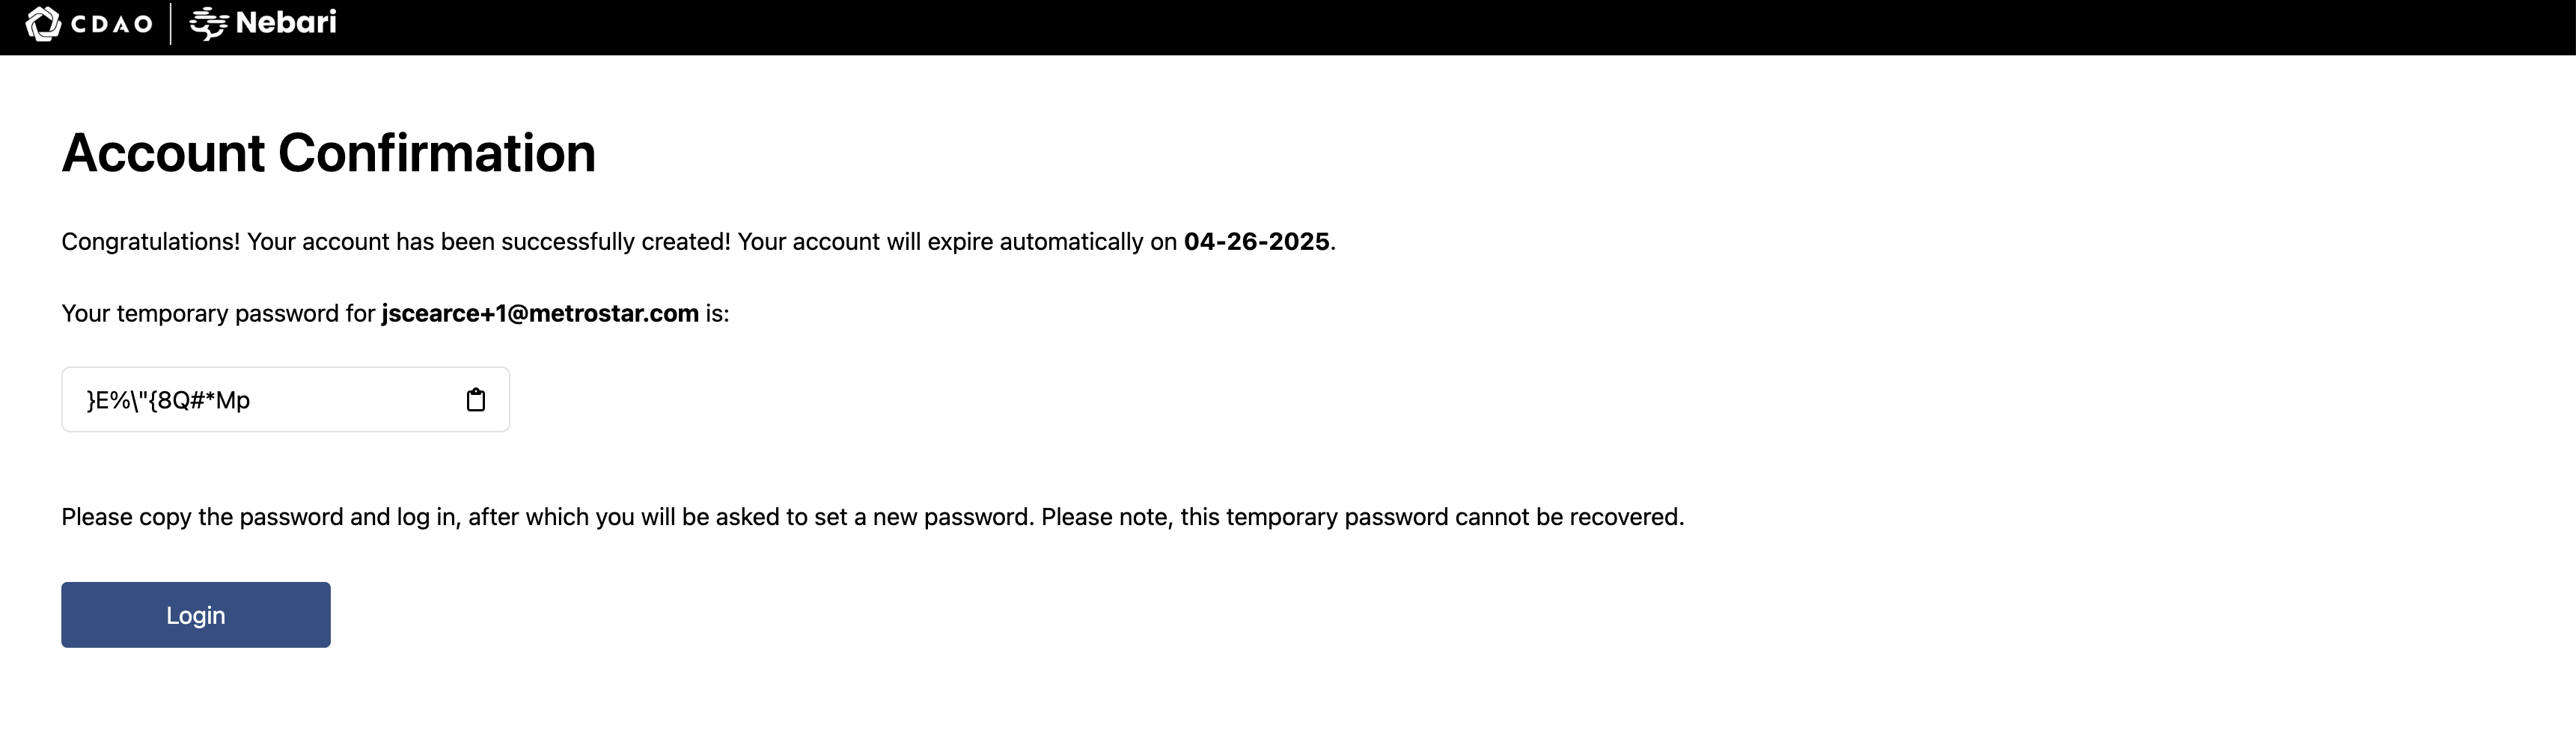 CDAO | Nebari
Account Confirmation
Congratulations! Your account has been successfully created! Your account will expire automatically on 04-26-2025.
Your temporary password for jscearce+1@metrostar.com is:
}E%\"{8Q#*Mp
Please copy the password and log in, after which you will be asked to set a new password. Please note, this temporary password cannot be recovered.
Login